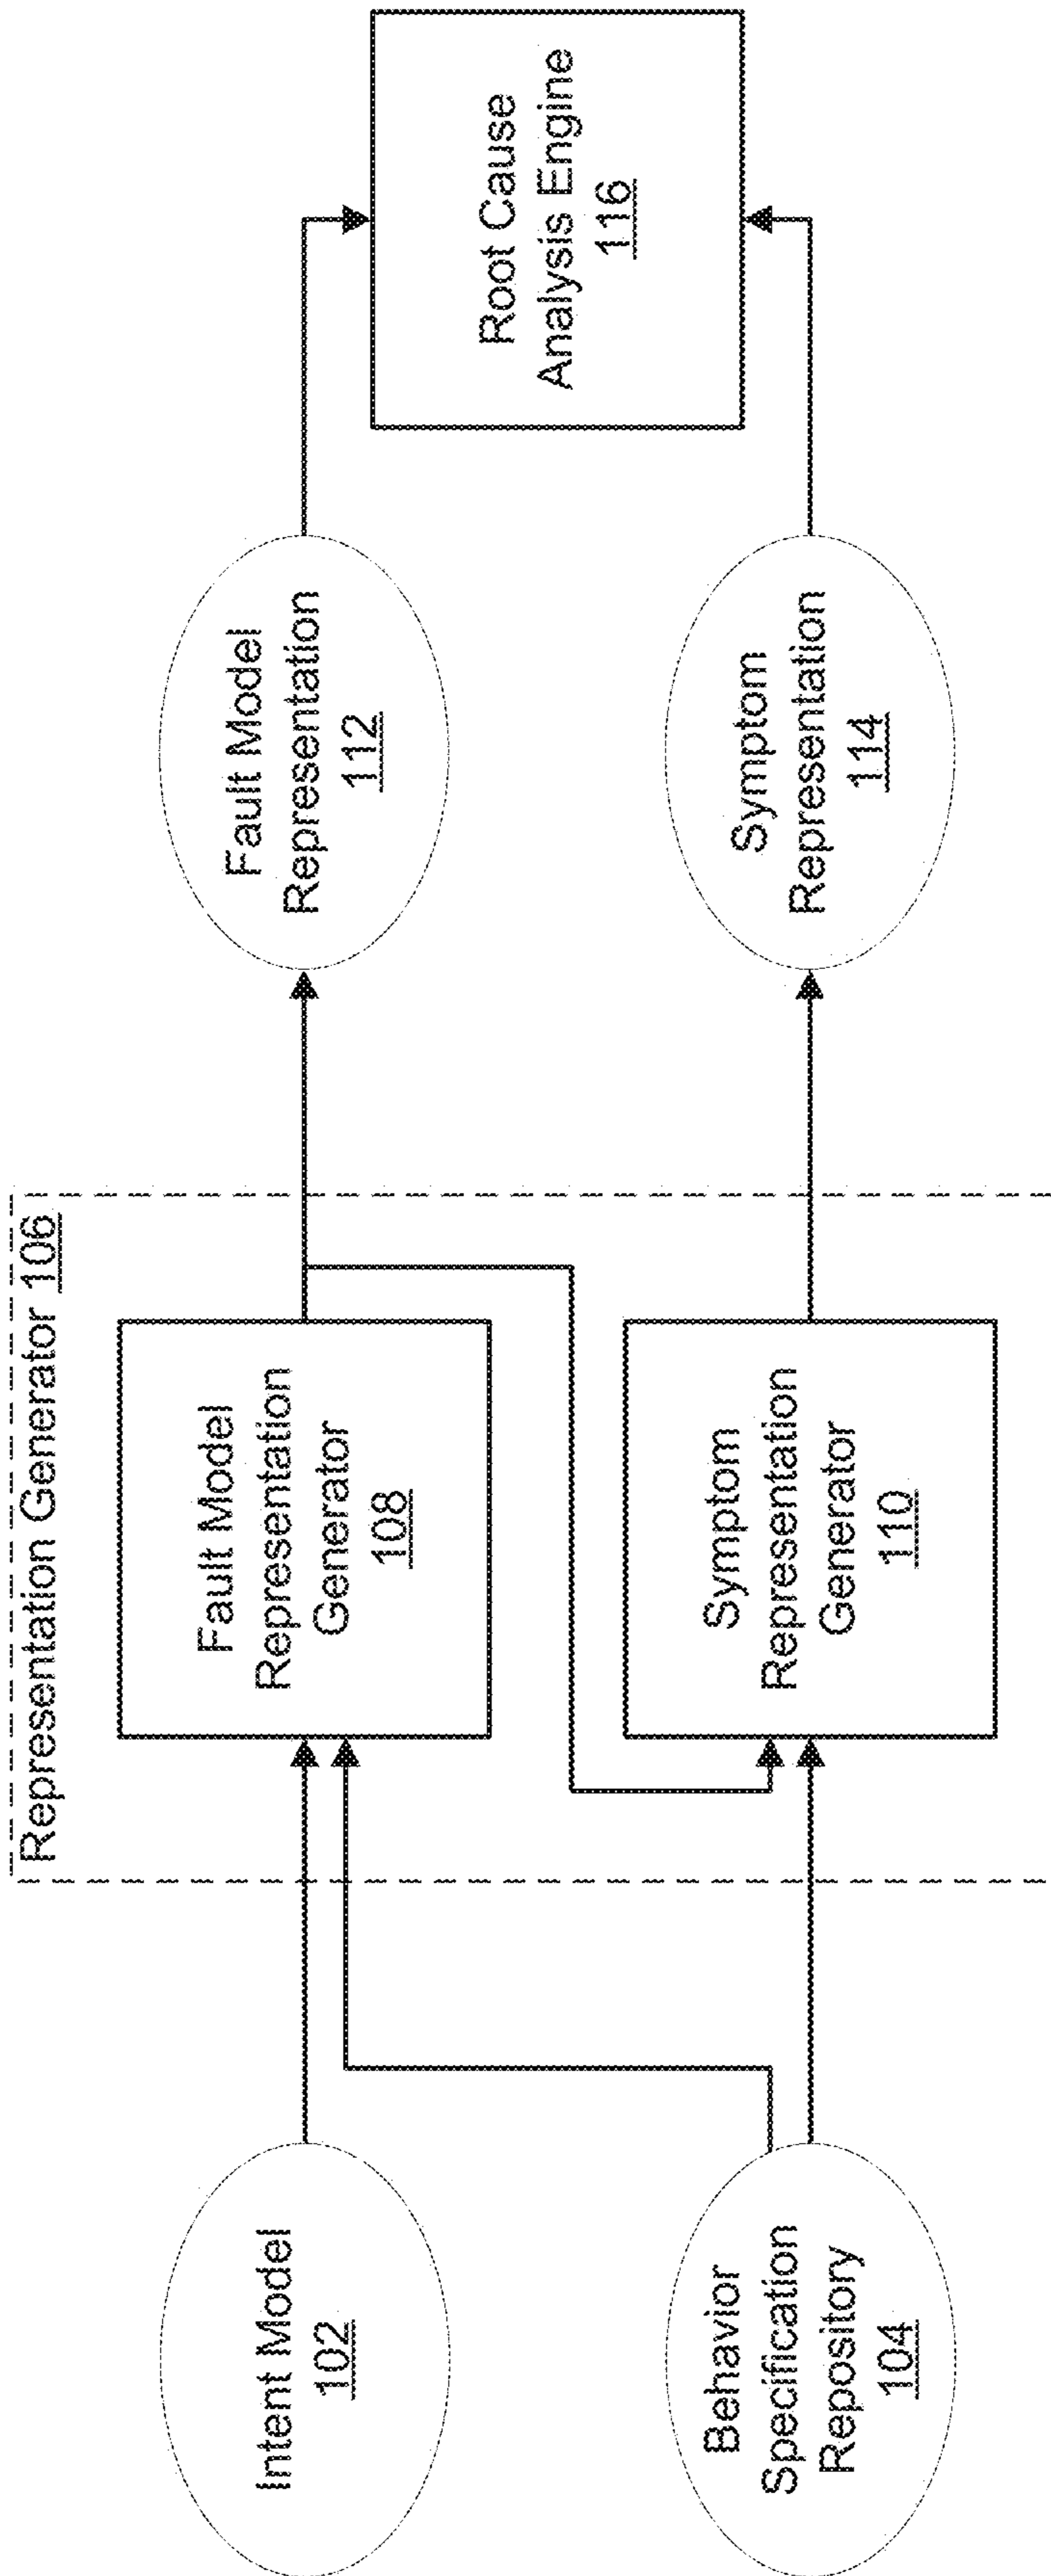 Representation Generator 106
Intent Model
102
Behavior
Specification
Repository
104
Fault Model
Representation
Generator
108
Symptom
Representation
Generator
110
Fault Model
Representation
112
Symptom
Representation
114
Root Cause
Analysis Engine
116